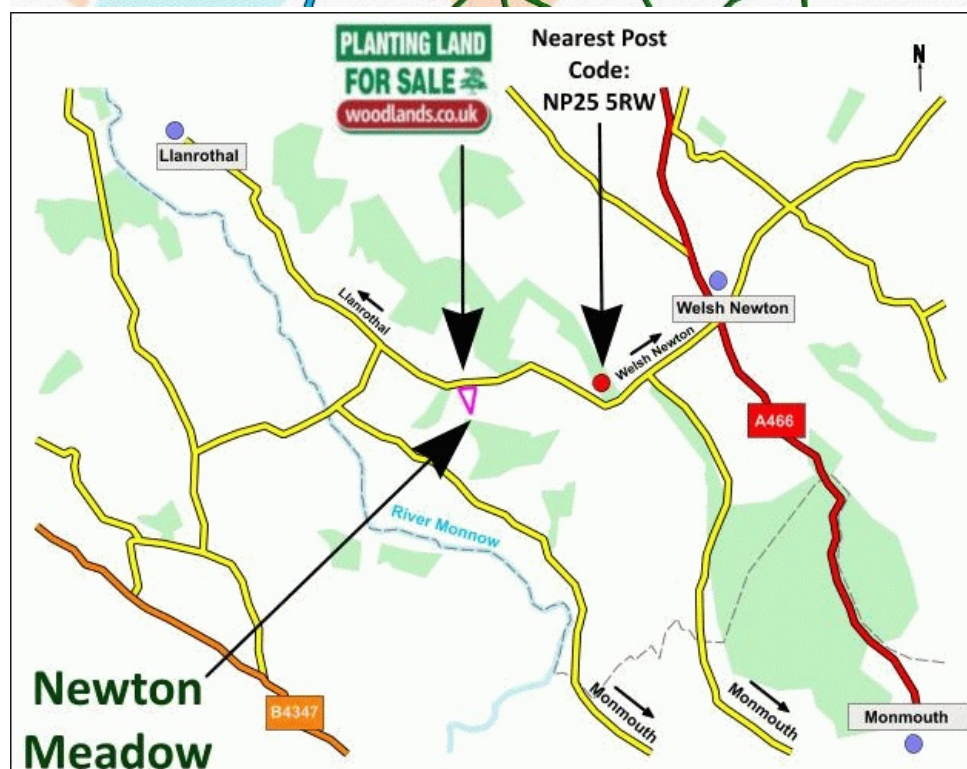 PLANTING LAND
FOR SALE
woodlands.co.uk
Nearest Post
Code:
NP25 5RW
N
Llanrothal
Llanrothal
Welsh Newton
Welsh Newton
A466
River Monnow
Newton
Meadow
B4347
Monmouth
Monmouth
Monmouth